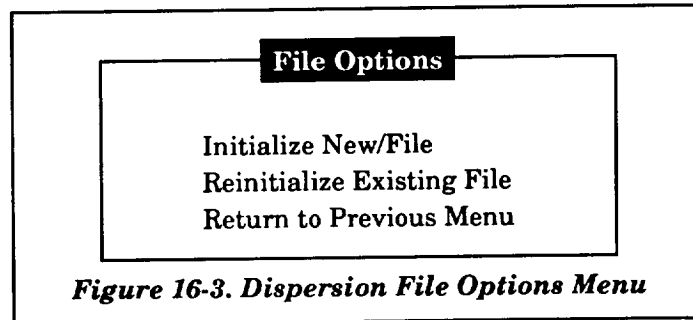 File Options
Initialize New/File
Reinitialize Existing File
Return to Previous Menu
Figure 16-3. Dispersion File Options Menu